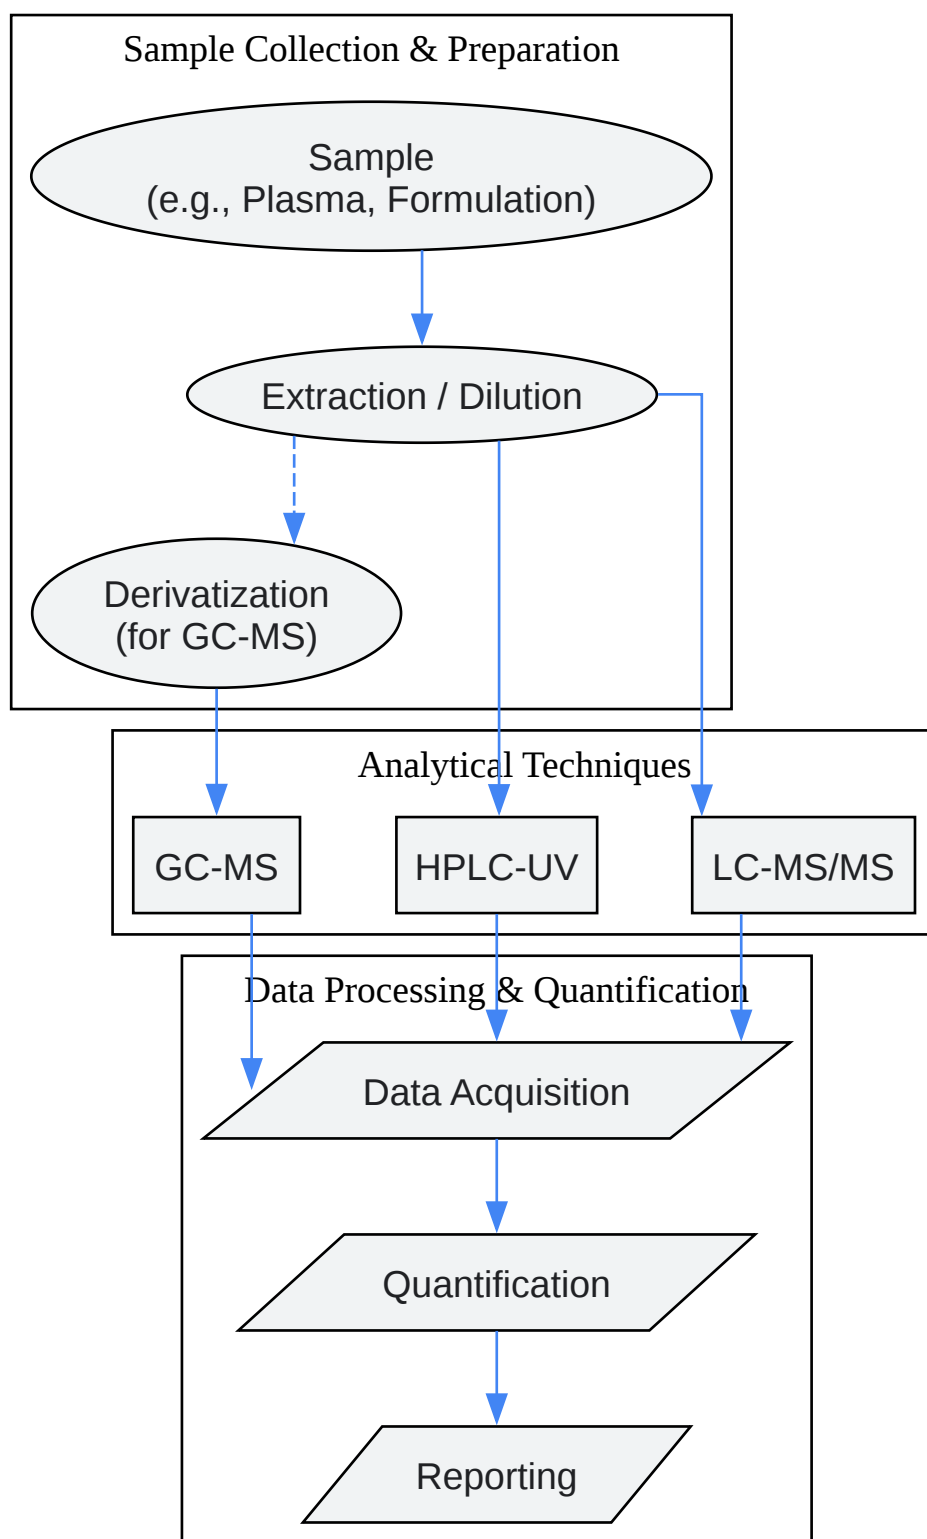 Sample Collection & Preparation
Sample
(e.g., Plasma, Formulation)
Extraction / Dilution
Derivatization
(for GC-MS)
Analytical Techniques
GC-MS
HPLC-UV
LC-MS/MS
Data Processing & Quantification
Data Acquisition
Quantification
Reporting